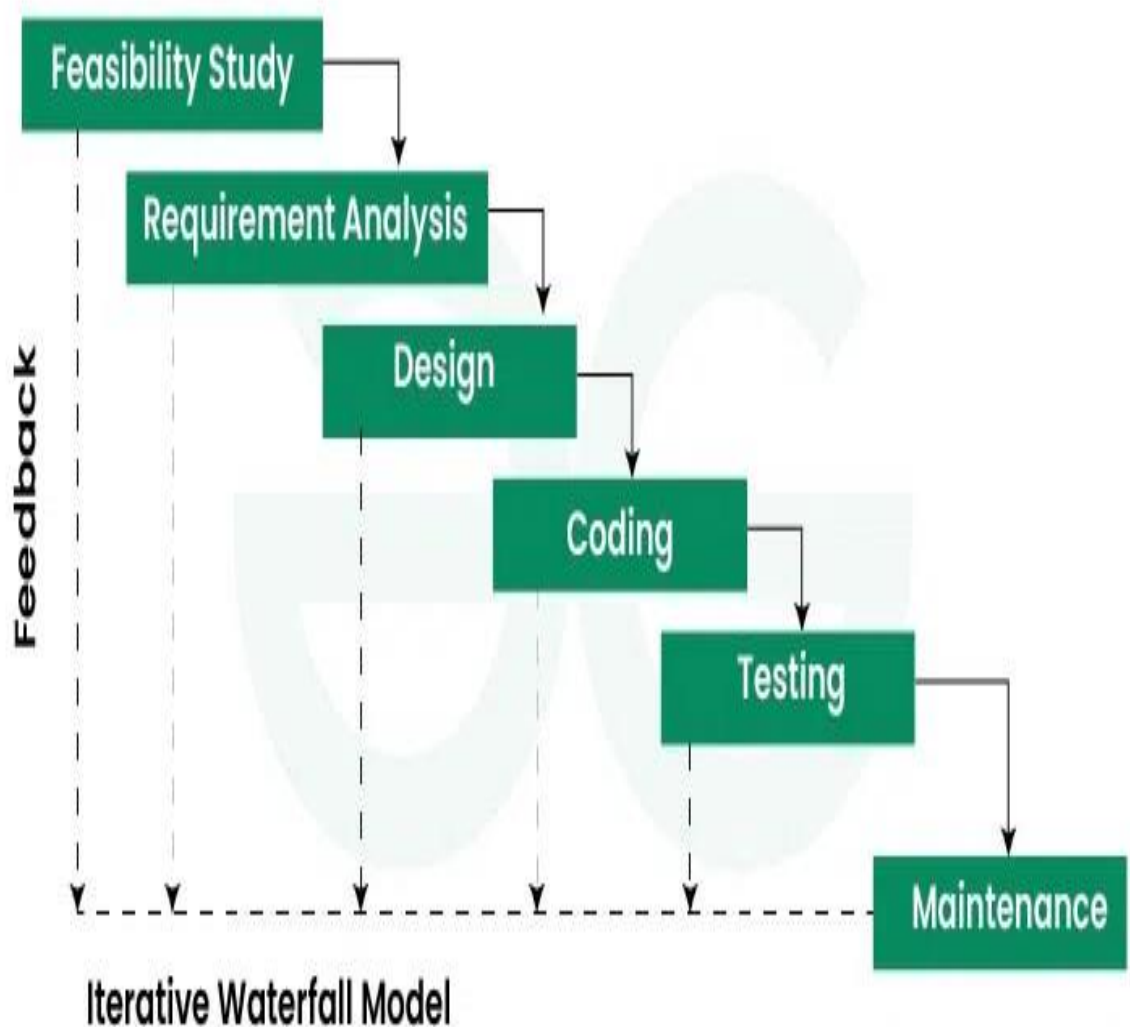 Feasibility Study
Requirement Analysis
Design
Coding
Testing
Maintenance
Feedback
Iterative Waterfall Model